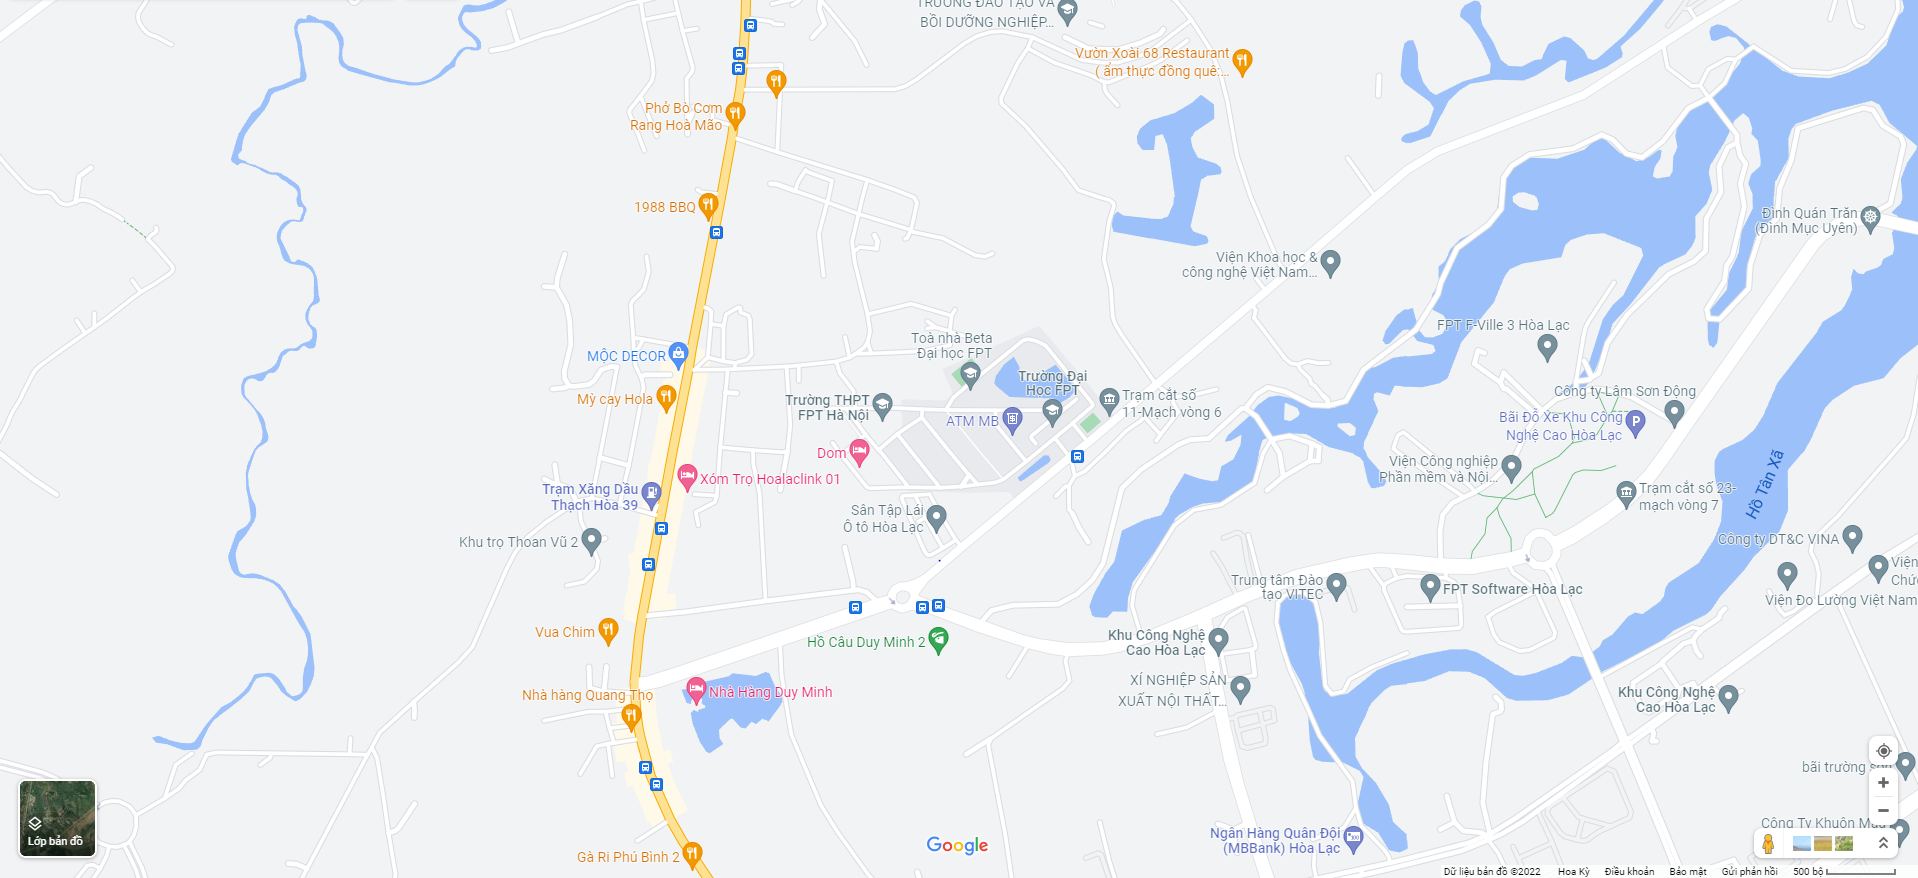 TRƯỜNG ĐÀO TẠO VÀ
BỒI DƯỠNG NGHIỆP...
Vườn Xoài 68 Restaurant
( ẩm thực đồng quê:...
Phở Bò Cơm
Rang Hoà Mão
1988 BBQ
Đình Quán Trăn
(Đình Mục Uyên)
Viện Khoa học &
công nghệ Việt Nam...
FPT F-Ville 3 Hòa Lạc
Toà nhà Beta
Đại học FPT
MỘC DECOR
Trường Đại
Học FPT
Mỳ cay Hola
Trường THPT
FPT Hà Nội
Trạm cắt số
11-Mạch vòng 6
Công ty Lâm Sơn Động
ATM MB
Bãi Đỗ Xe Khu Công
Nghệ Cao Hòa Lạc
Dom
Viện Công nghiệp
Phần mềm và Nội...
Xóm Trọ Hoalaclink 01
Hồ Tân Xã
Trạm Xăng Dầu
Thạch Hòa 39
Trạm cắt số 23-
mạch vòng 7
Sân Tập Lái
Ô tô Hòa Lạc
Khu trọ Thoan Vũ 2
Công ty DT&C VINA
Viện
Chức
Trung tâm Đào
tạo VITEC
FPT Software Hòa Lạc
Viện Đo Lường Việt Nam
Vua Chim
Hồ Câu Duy Minh 2
Khu Công Nghệ
Cao Hòa Lạc
Nhà hàng Quang Thọ
Nhà Hàng Duy Minh
XÍ NGHIỆP SẢN
XUẤT NỘI THẤT...
Khu Công Nghệ
Cao Hòa Lạc
bãi trường sơn
Lớp bản đồ
Công Ty Khuôn Mẫu
Ngân Hàng Quân Đội
(MBBank) Hòa Lạc
Google
Gà Ri Phú Bình 2
Dữ liệu bản đồ ©2022 Hoa Kỳ Điều khoản Bảo mật Gửi phản hồi 500 bộ